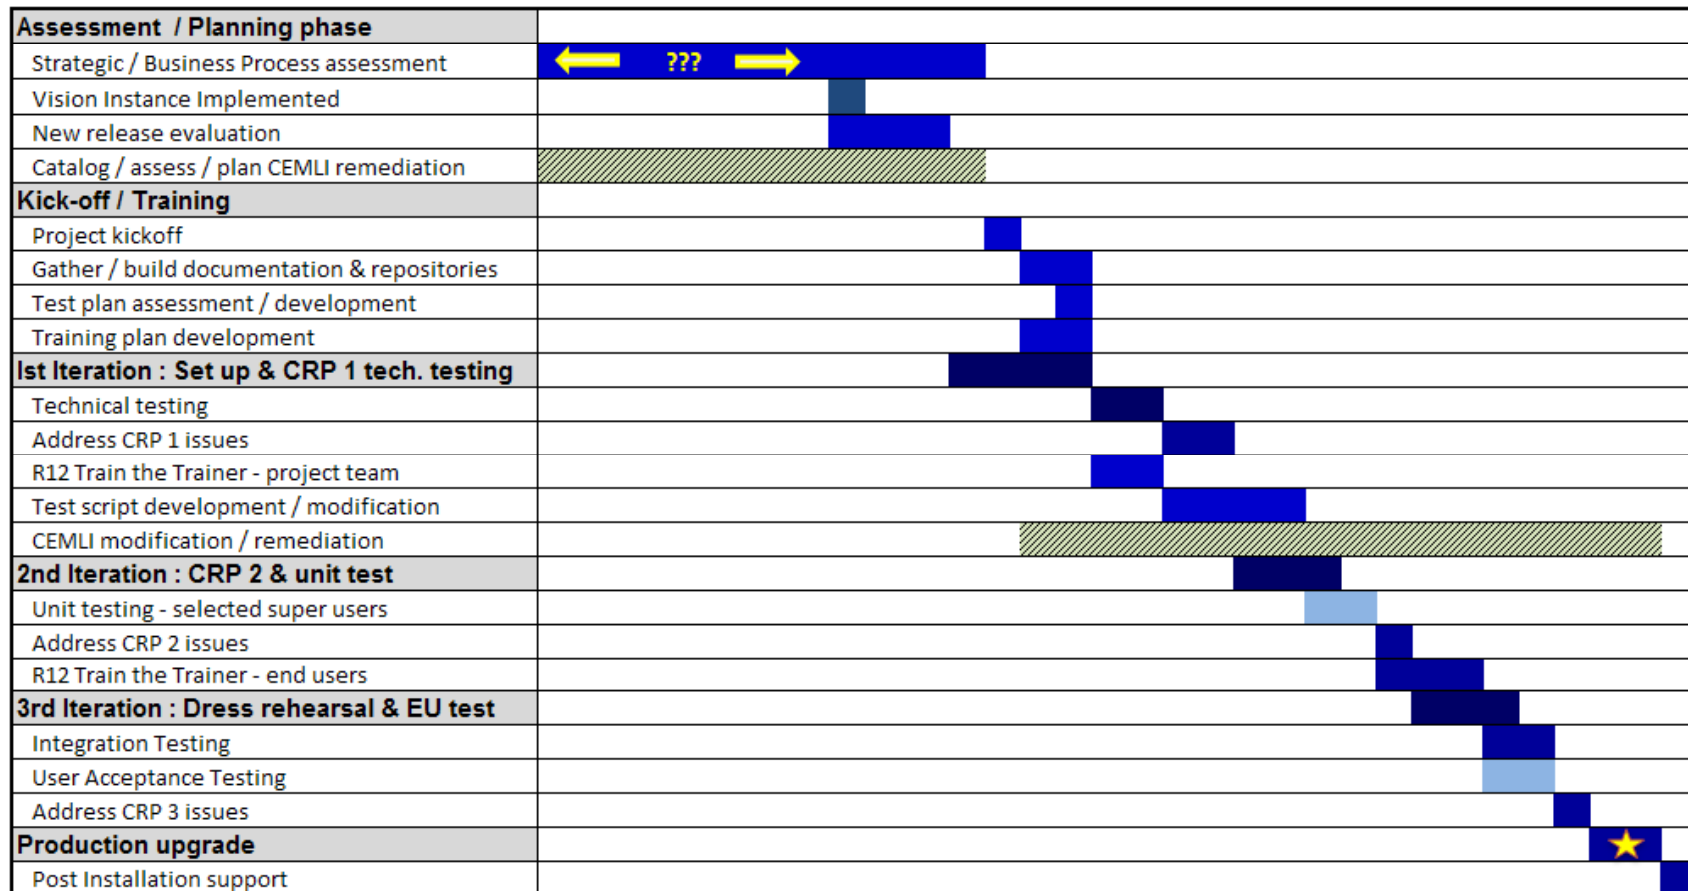 Assessment / Planning phase
Strategic / Business Process assessment
???
Vision Instance Implemented
New release evaluation
Catalog / assess / plan CEMLI remediation
Kick-off / Training
Project kickoff
Gather / build documentation & repositories
Test plan assessment / development
Training plan development
Ist Iteration : Set up & CRP 1 tech. testing
Technical testing
Address CRP 1 issues
R12 Train the Trainer - project team
Test script development / modification
CEMLI modification / remediation
2nd Iteration : CRP 2 & unit test
Unit testing - selected super users
Address CRP 2 issues
R12 Train the Trainer - end users
3rd Iteration : Dress rehearsal & EU test
Integration Testing
User Acceptance Testing
Address CRP 3 issues
Production upgrade
Post Installation support